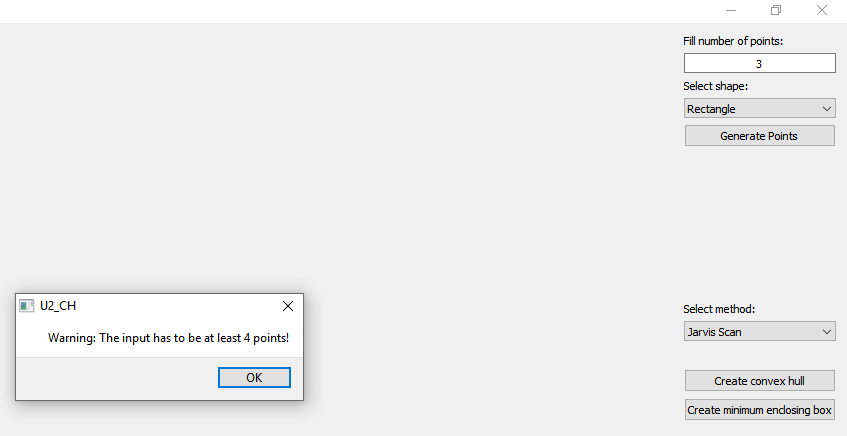 Fill number of points:
3
Select shape:
Rectangle
Generate Points
U2_CH
Warning: The input has to be at least 4 points!
OK
Select method:
Jarvis Scan
Create convex hull
Create minimum enclosing box